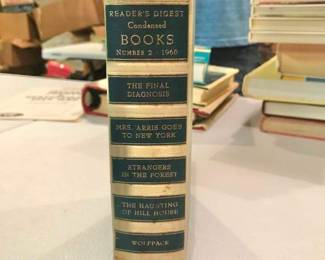 READER'S DIGEST
Condensed
BOOKS
NUMBER 2 - 1960
THE FINAL
DIAGNOSIS
MRS. 'ARRIS GOES
TO NEW YORK
STRANGERS
IN THE FOREST
THE HAUNTING
OF HILL HOUSE
WOLFPACK